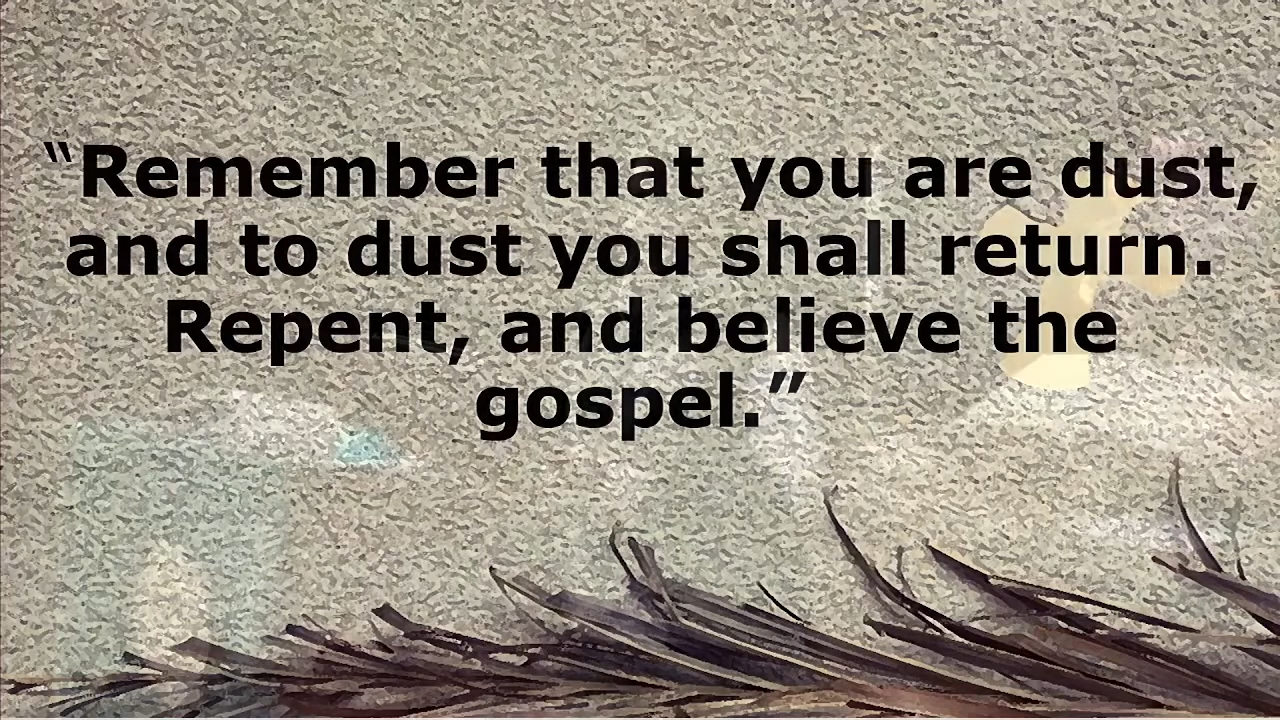 “Remember that you are dust,
and to dust you shall return.
Repent, and believe the
gospel.”